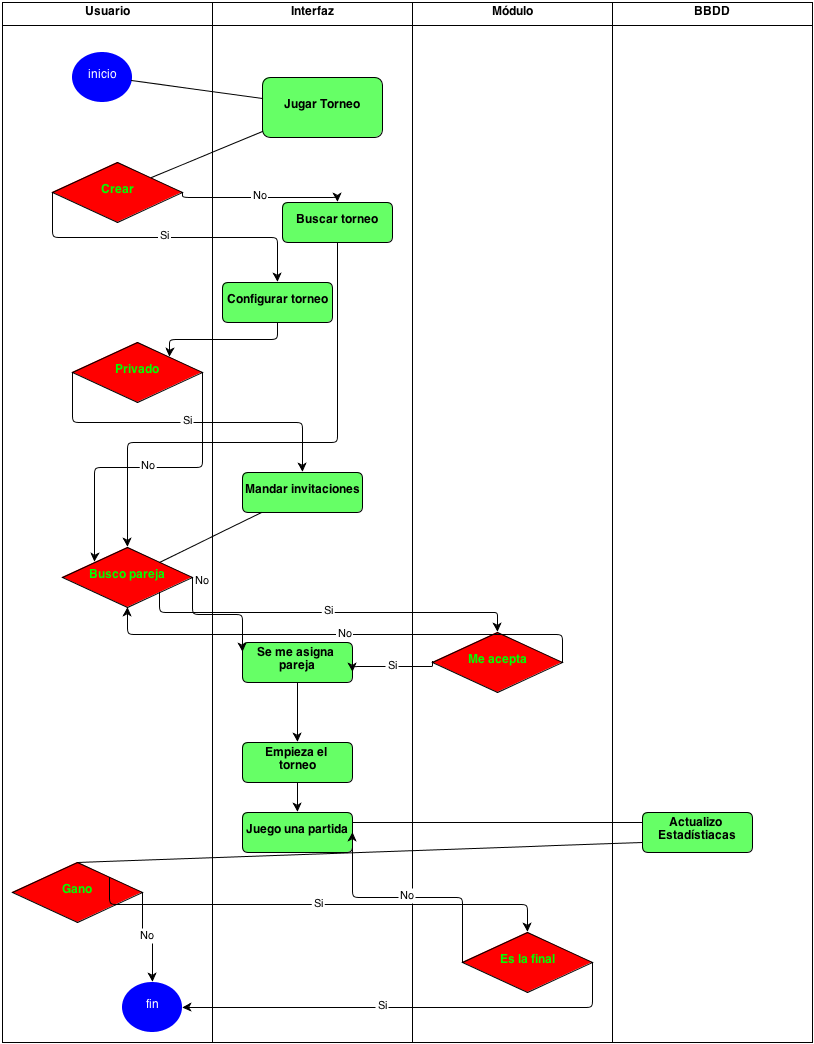 Usuario
Interfaz
Módulo
BBDD
inicio
Jugar Torneo
Crear
No
Buscar torneo
Si
Configurar torneo
Privado
Si
No
Mandar invitaciones
Busco pareja
No
Si
No
Se me asigna
pareja
Si
Me acepta
Empieza el
torneo
Juego una partida
Actualizo
Estadístiacas
Gano
No
Si
No
Es la final
fin
Si